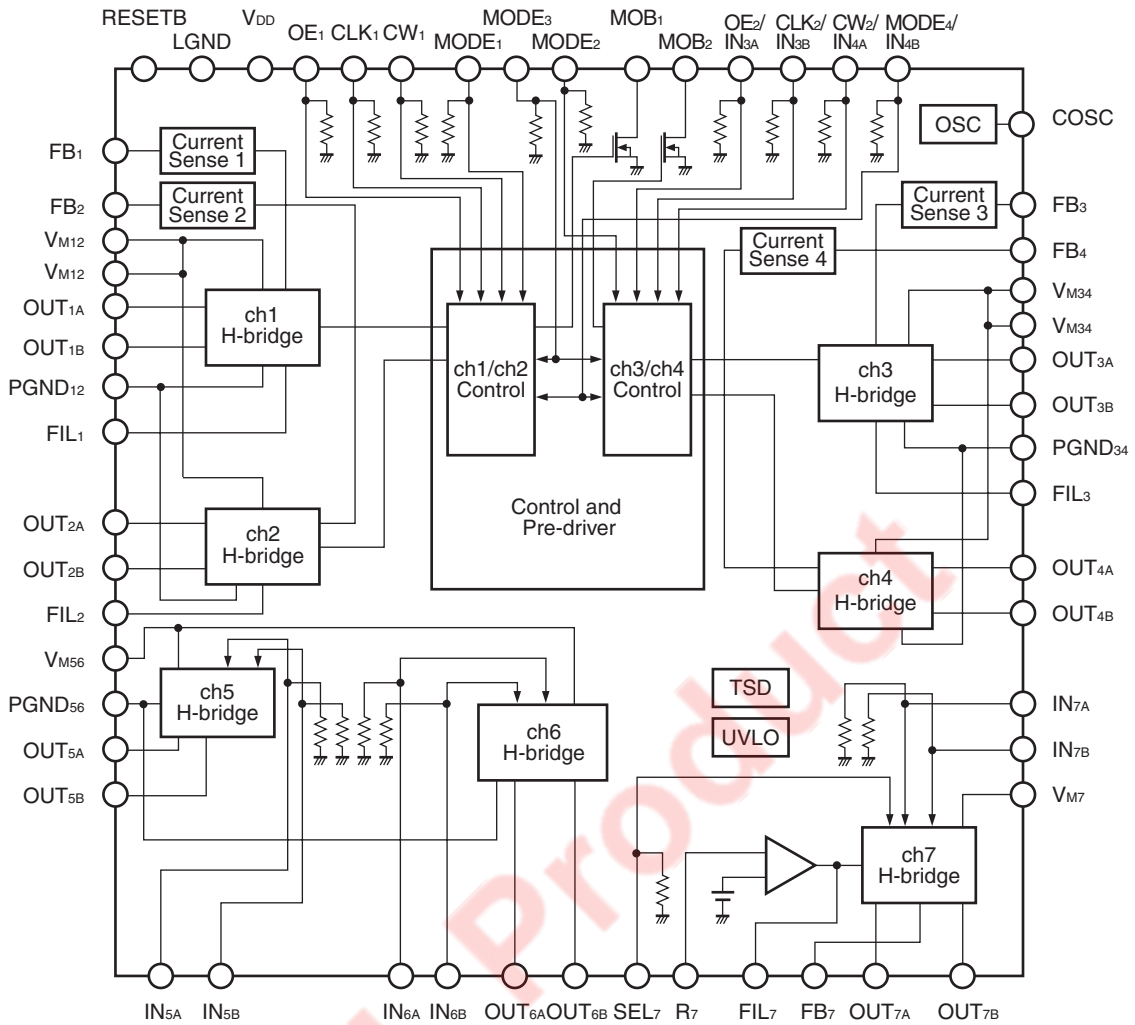 RESETB
LGND
VDD
OE1
CLK1
CW1
MODE1
MODE3
MODE2
MOB1
MOB2
OE2/
IN3A
CLK2/
IN3B
CW2/
IN4A
MODE4/
IN4B
OSC
COSC
FB1
Current
Sense 1
FB2
Current
Sense 2
Current
Sense 3
FB3
Current
Sense 4
FB4
VM12
VM12
OUT1A
OUT1B
PGND12
FIL1
ch1
H-bridge
ch1/ch2
Control
ch3/ch4
Control
Control and
Pre-driver
VM34
VM34
ch3
H-bridge
OUT3A
OUT3B
PGND34
FIL3
OUT2A
OUT2B
FIL2
ch2
H-bridge
ch4
H-bridge
OUT4A
OUT4B
VM56
PGND56
OUT5A
OUT5B
ch5
H-bridge
ch6
H-bridge
TSD
UVLO
IN7A
IN7B
VM7
ch7
H-bridge
IN5A
IN5B
IN6A
IN6B
OUT6A
OUT6B
SEL7
R7
FIL7
FB7
OUT7A
OUT7B
Product